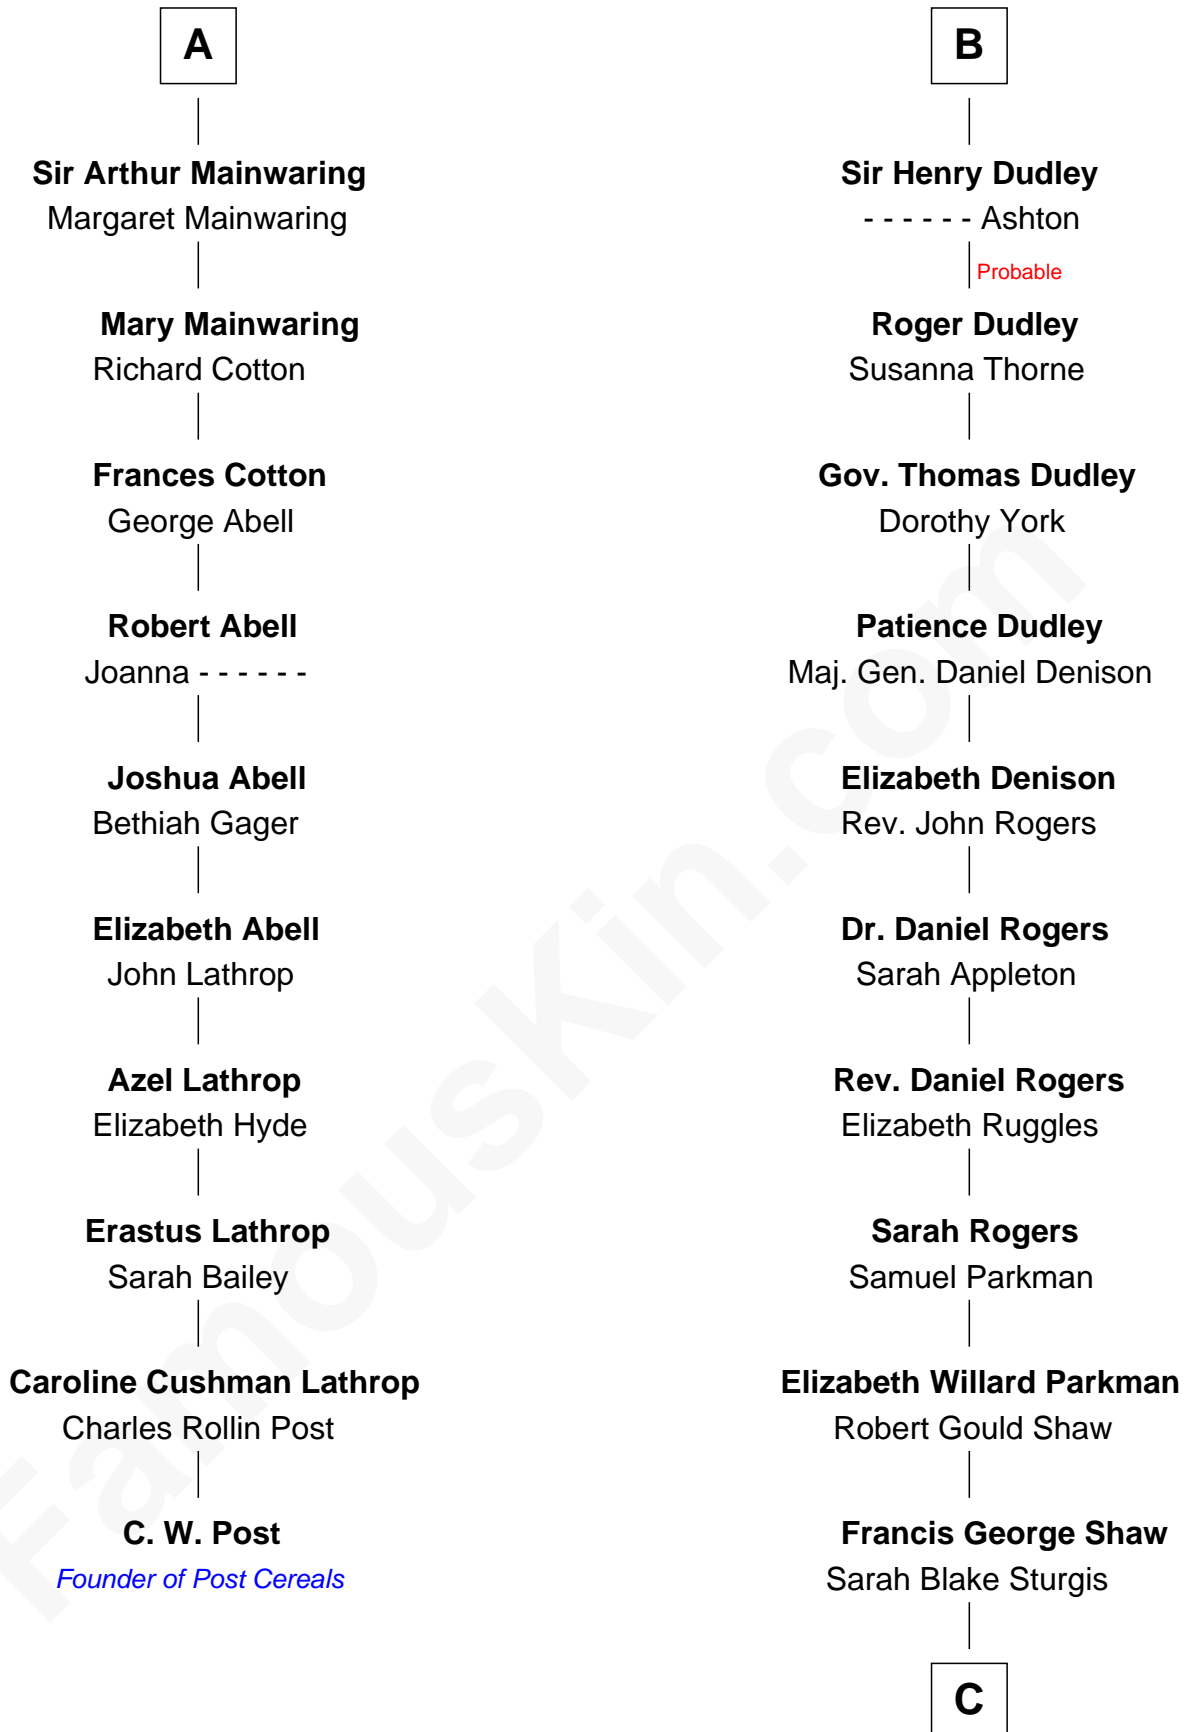 A
Sir Arthur Mainwaring
Margaret Mainwaring
Mary Mainwaring
Richard Cotton
Frances Cotton
George Abell
Robert Abell
Joanna - - - - - -
Joshua Abell
Bethiah Gager
Elizabeth Abell
John Lathrop
Azel Lathrop
Elizabeth Hyde
Erastus Lathrop
Sarah Bailey
Caroline Cushman Lathrop
Charles Rollin Post
C. W. Post
Founder of Post Cereals
B
Sir Henry Dudley
- - - - - - Ashton
Probable
Roger Dudley
Susanna Thorne
Gov. Thomas Dudley
Dorothy York
Patience Dudley
Maj. Gen. Daniel Denison
Elizabeth Denison
Rev. John Rogers
Dr. Daniel Rogers
Sarah Appleton
Rev. Daniel Rogers
Elizabeth Ruggles
Sarah Rogers
Samuel Parkman
Elizabeth Willard Parkman
Robert Gould Shaw
Francis George Shaw
Sarah Blake Sturgis
C
FamousKin.com